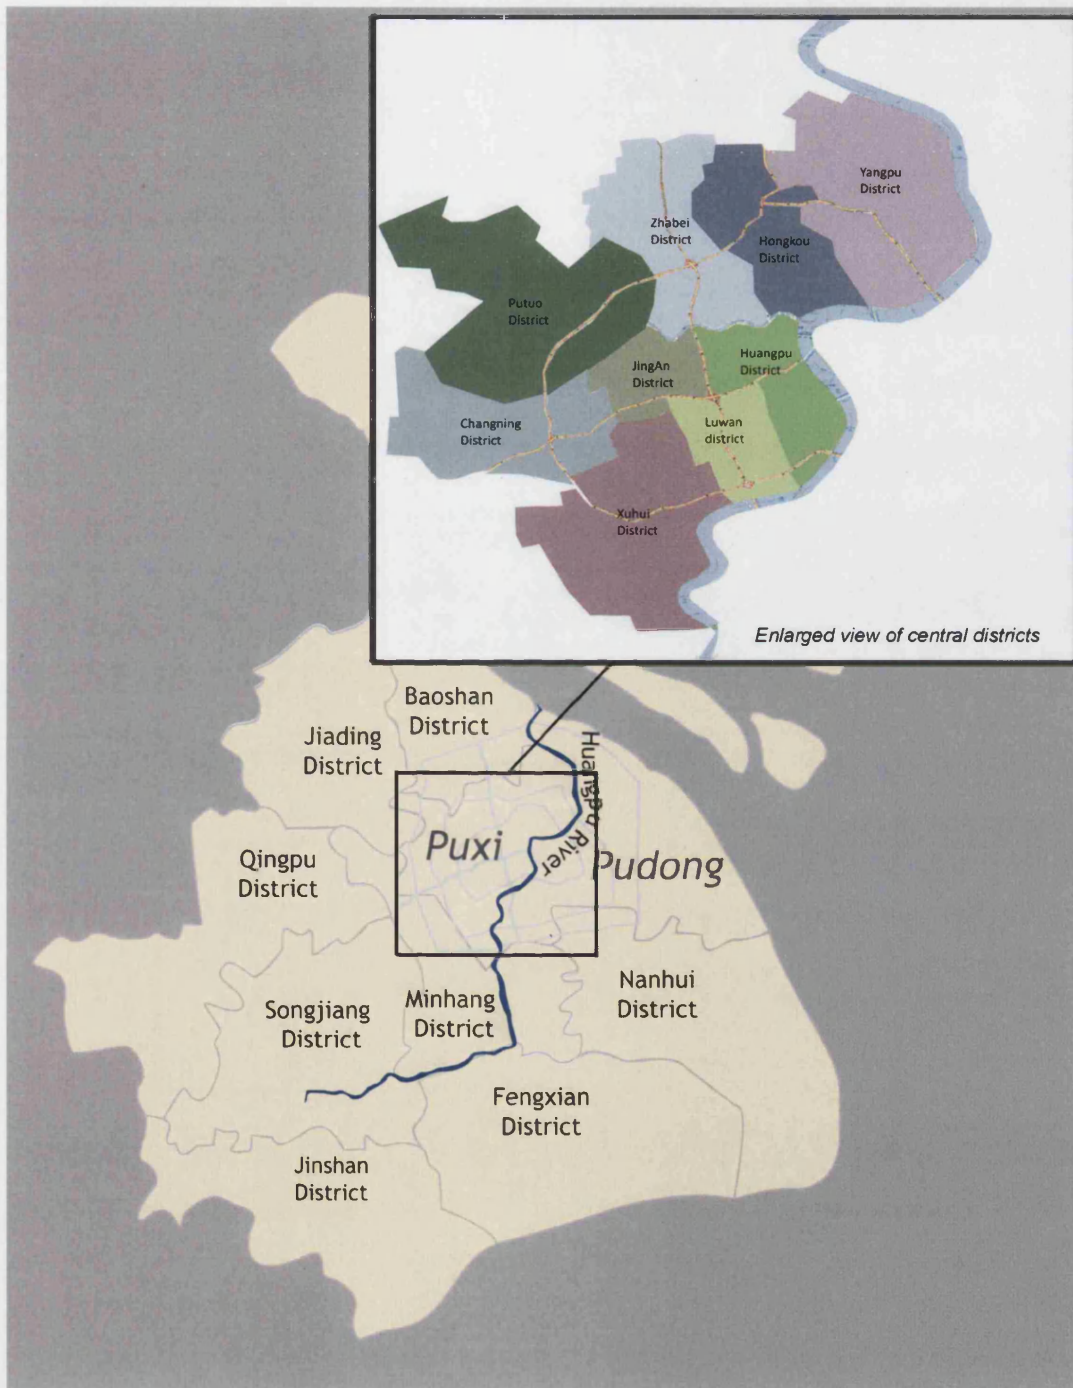 Yangpu
District
Zhabei
District
Hongkou
District
Putuo
District
Huangpu
District
JingAn
District
Changning
District
Luwan
district
Xuhui
District
Enlarged view of central districts
Baoshan
District
Jiading
District
HuangPu River
Puxi
Pudong
Qingpu
District
Nanhui
District
Songjiang
District
Minhang
District
Fengxian
District
Jinshan
District